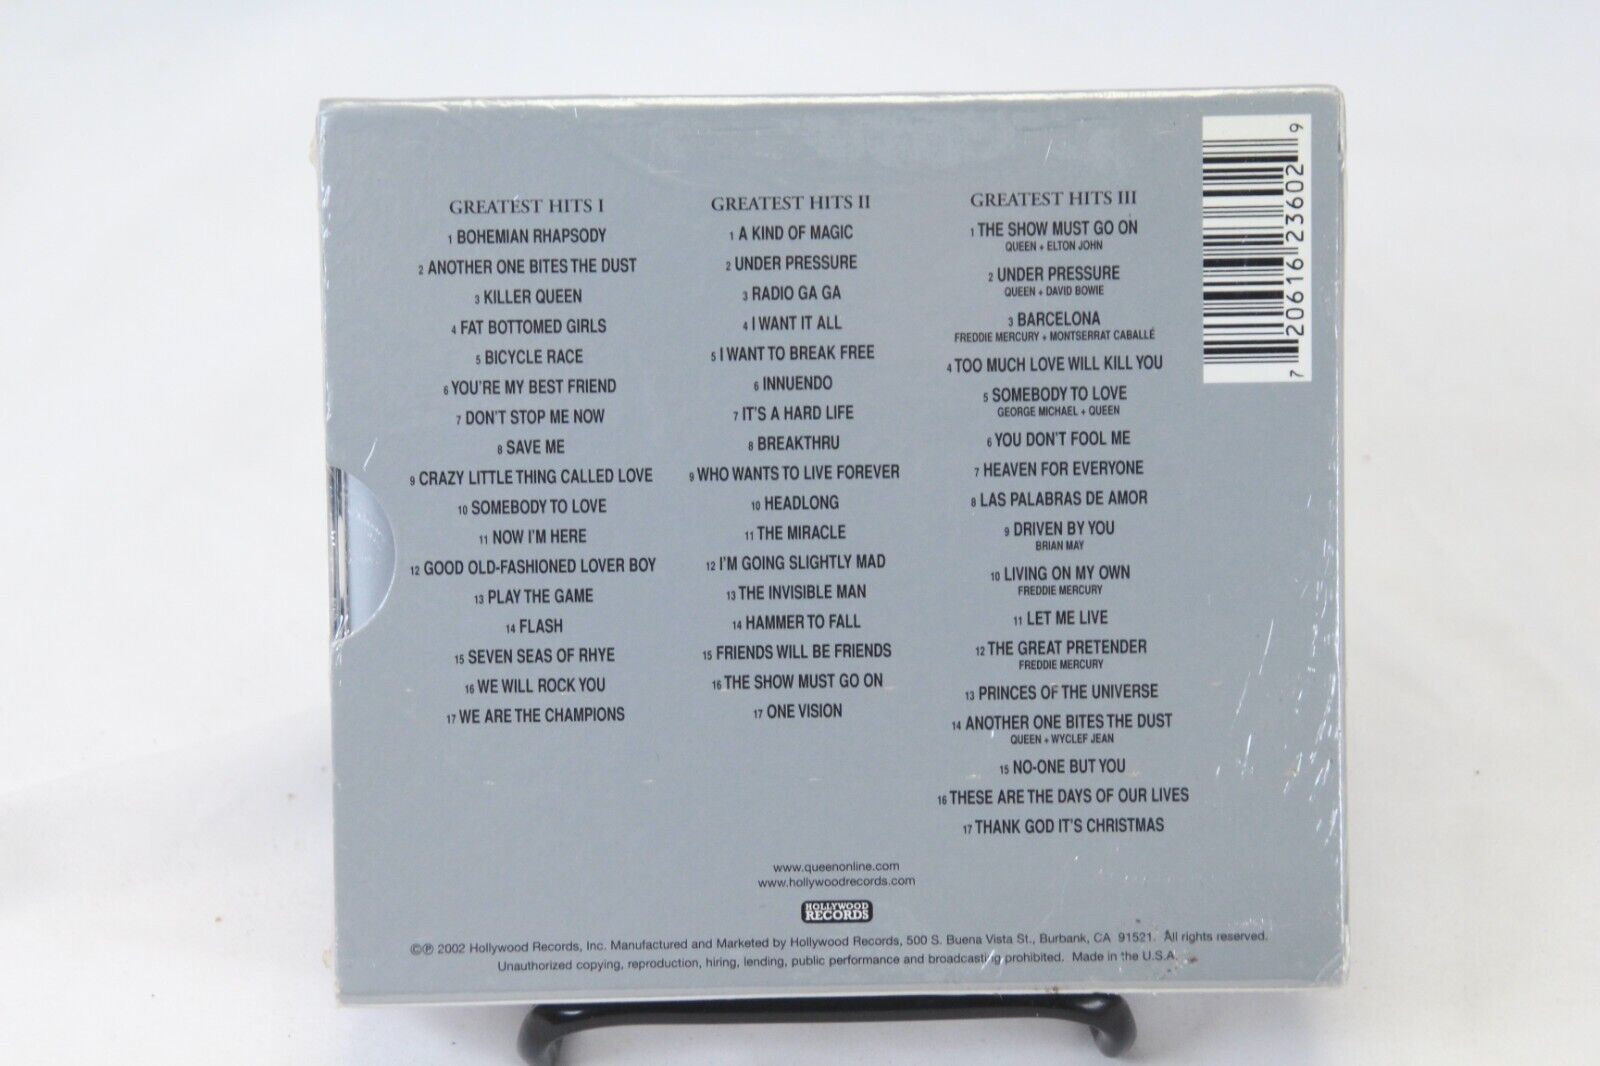 GREATEST HITS I
1 BOHEMIAN RHAPSODY
2 ANOTHER ONE BITES THE DUST
3 KILLER QUEEN
4 FAT BOTTOMED GIRLS
5 BICYCLE RACE
6 YOU'RE MY BEST FRIEND
7 DON'T STOP ME NOW
8 SAVE ME
9 CRAZY LITTLE THING CALLED LOVE
10 SOMEBODY TO LOVE
11 NOW I'M HERE
12 GOOD OLD-FASHIONED LOVER BOY
13 PLAY THE GAME
14 FLASH
15 SEVEN SEAS OF RHYE
16 WE WILL ROCK YOU
17 WE ARE THE CHAMPIONS
GREATEST HITS II
1 A KIND OF MAGIC
2 UNDER PRESSURE
3 RADIO GA GA
4 I WANT IT ALL
5 I WANT TO BREAK FREE
6 INNUENDO
7 IT'S A HARD LIFE
8 BREAKTHRU
9 WHO WANTS TO LIVE FOREVER
10 HEADLONG
11 THE MIRACLE
12 I'M GOING SLIGHTLY MAD
13 THE INVISIBLE MAN
14 HAMMER TO FALL
15 FRIENDS WILL BE FRIENDS
16 THE SHOW MUST GO ON
17 ONE VISION
GREATEST HITS III
1 THE SHOW MUST GO ON
QUEEN + ELTON JOHN
2 UNDER PRESSURE
QUEEN + DAVID BOWIE
3 BARCELONA
FREDDIE MERCURY + MONTSERRAT CABALLÉ
4 TOO MUCH LOVE WILL KILL YOU
5 SOMEBODY TO LOVE
GEORGE MICHAEL + QUEEN
6 YOU DON'T FOOL ME
7 HEAVEN FOR EVERYONE
8 LAS PALABRAS DE AMOR
9 DRIVEN BY YOU
BRIAN MAY
10 LIVING ON MY OWN
FREDDIE MERCURY
11 LET ME LIVE
12 THE GREAT PRETENDER
FREDDIE MERCURY
13 PRINCES OF THE UNIVERSE
14 ANOTHER ONE BITES THE DUST
QUEEN + WYCLEF JEAN
15 NO-ONE BUT YOU
16 THESE ARE THE DAYS OF OUR LIVES
17 THANK GOD IT'S CHRISTMAS
7 20616 23602 9
www.queenonline.com
www.hollywoodrecords.com
HOLLYWOOD
RECORDS
©℗ 2002 Hollywood Records, Inc. Manufactured and Marketed by Hollywood Records, 500 S. Buena Vista St., Burbank, CA 91521. All rights reserved.
Unauthorized copying, reproduction, hiring, lending, public performance and broadcasting prohibited. Made in the U.S.A.